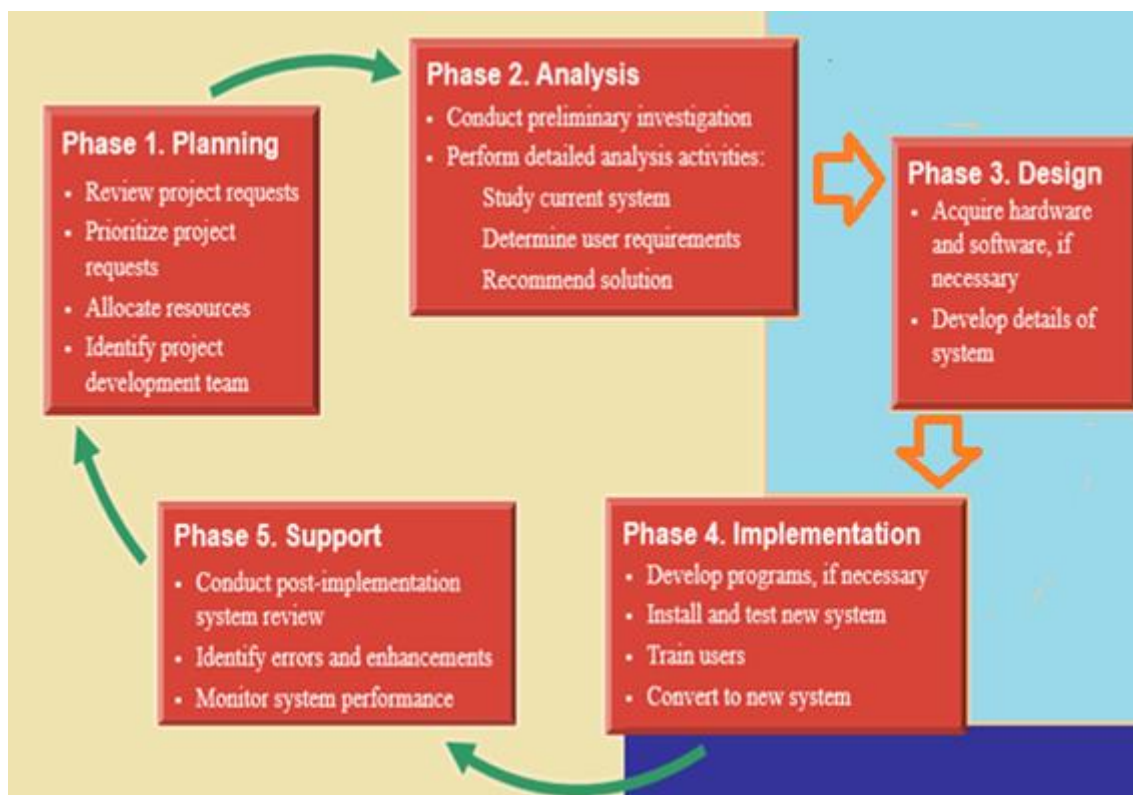 Phase 1. Planning
• Review project requests
• Prioritize project
requests
• Allocate resources
• Identify project
development team
Phase 2. Analysis
• Conduct preliminary investigation
• Perform detailed analysis activities:
Study current system
Determine user requirements
Recommend solution
Phase 3. Design
• Acquire hardware
and software, if
necessary
• Develop details of
system
Phase 4. Implementation
• Develop programs, if necessary
• Install and test new system
• Train users
• Convert to new system
Phase 5. Support
• Conduct post-implementation
system review
• Identify errors and enhancements
• Monitor system performance